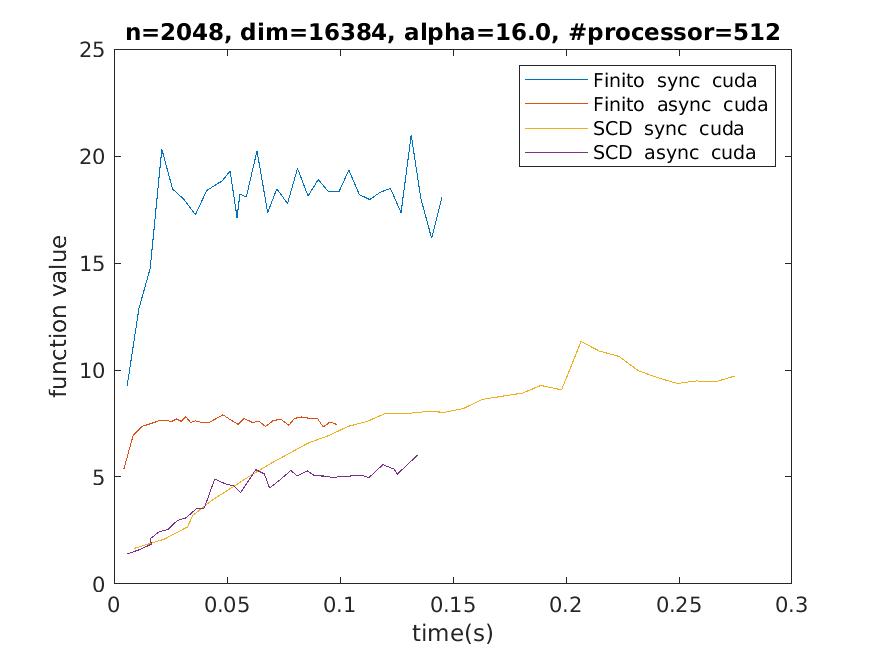 n=2048, dim=16384, alpha=16.0, #processor=512
25
20
15
10
5
0
function value
Finito sync cuda
Finito async cuda
SCD sync cuda
SCD async cuda
0 0.05 0.1 0.15 0.2 0.25 0.3
time(s)